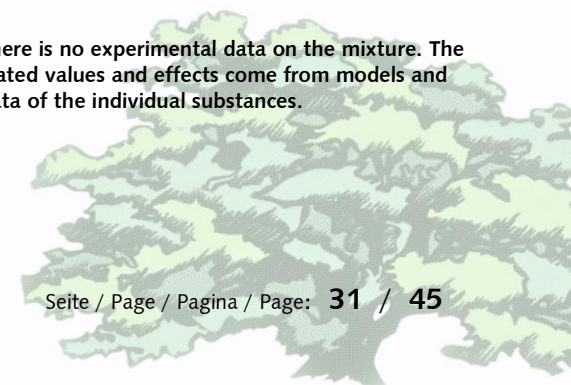 here is no experimental data on the mixture. The
ated values and effects come from models and
ata of the individual substances.
Seite / Page / Pagina / Page: 31 / 45